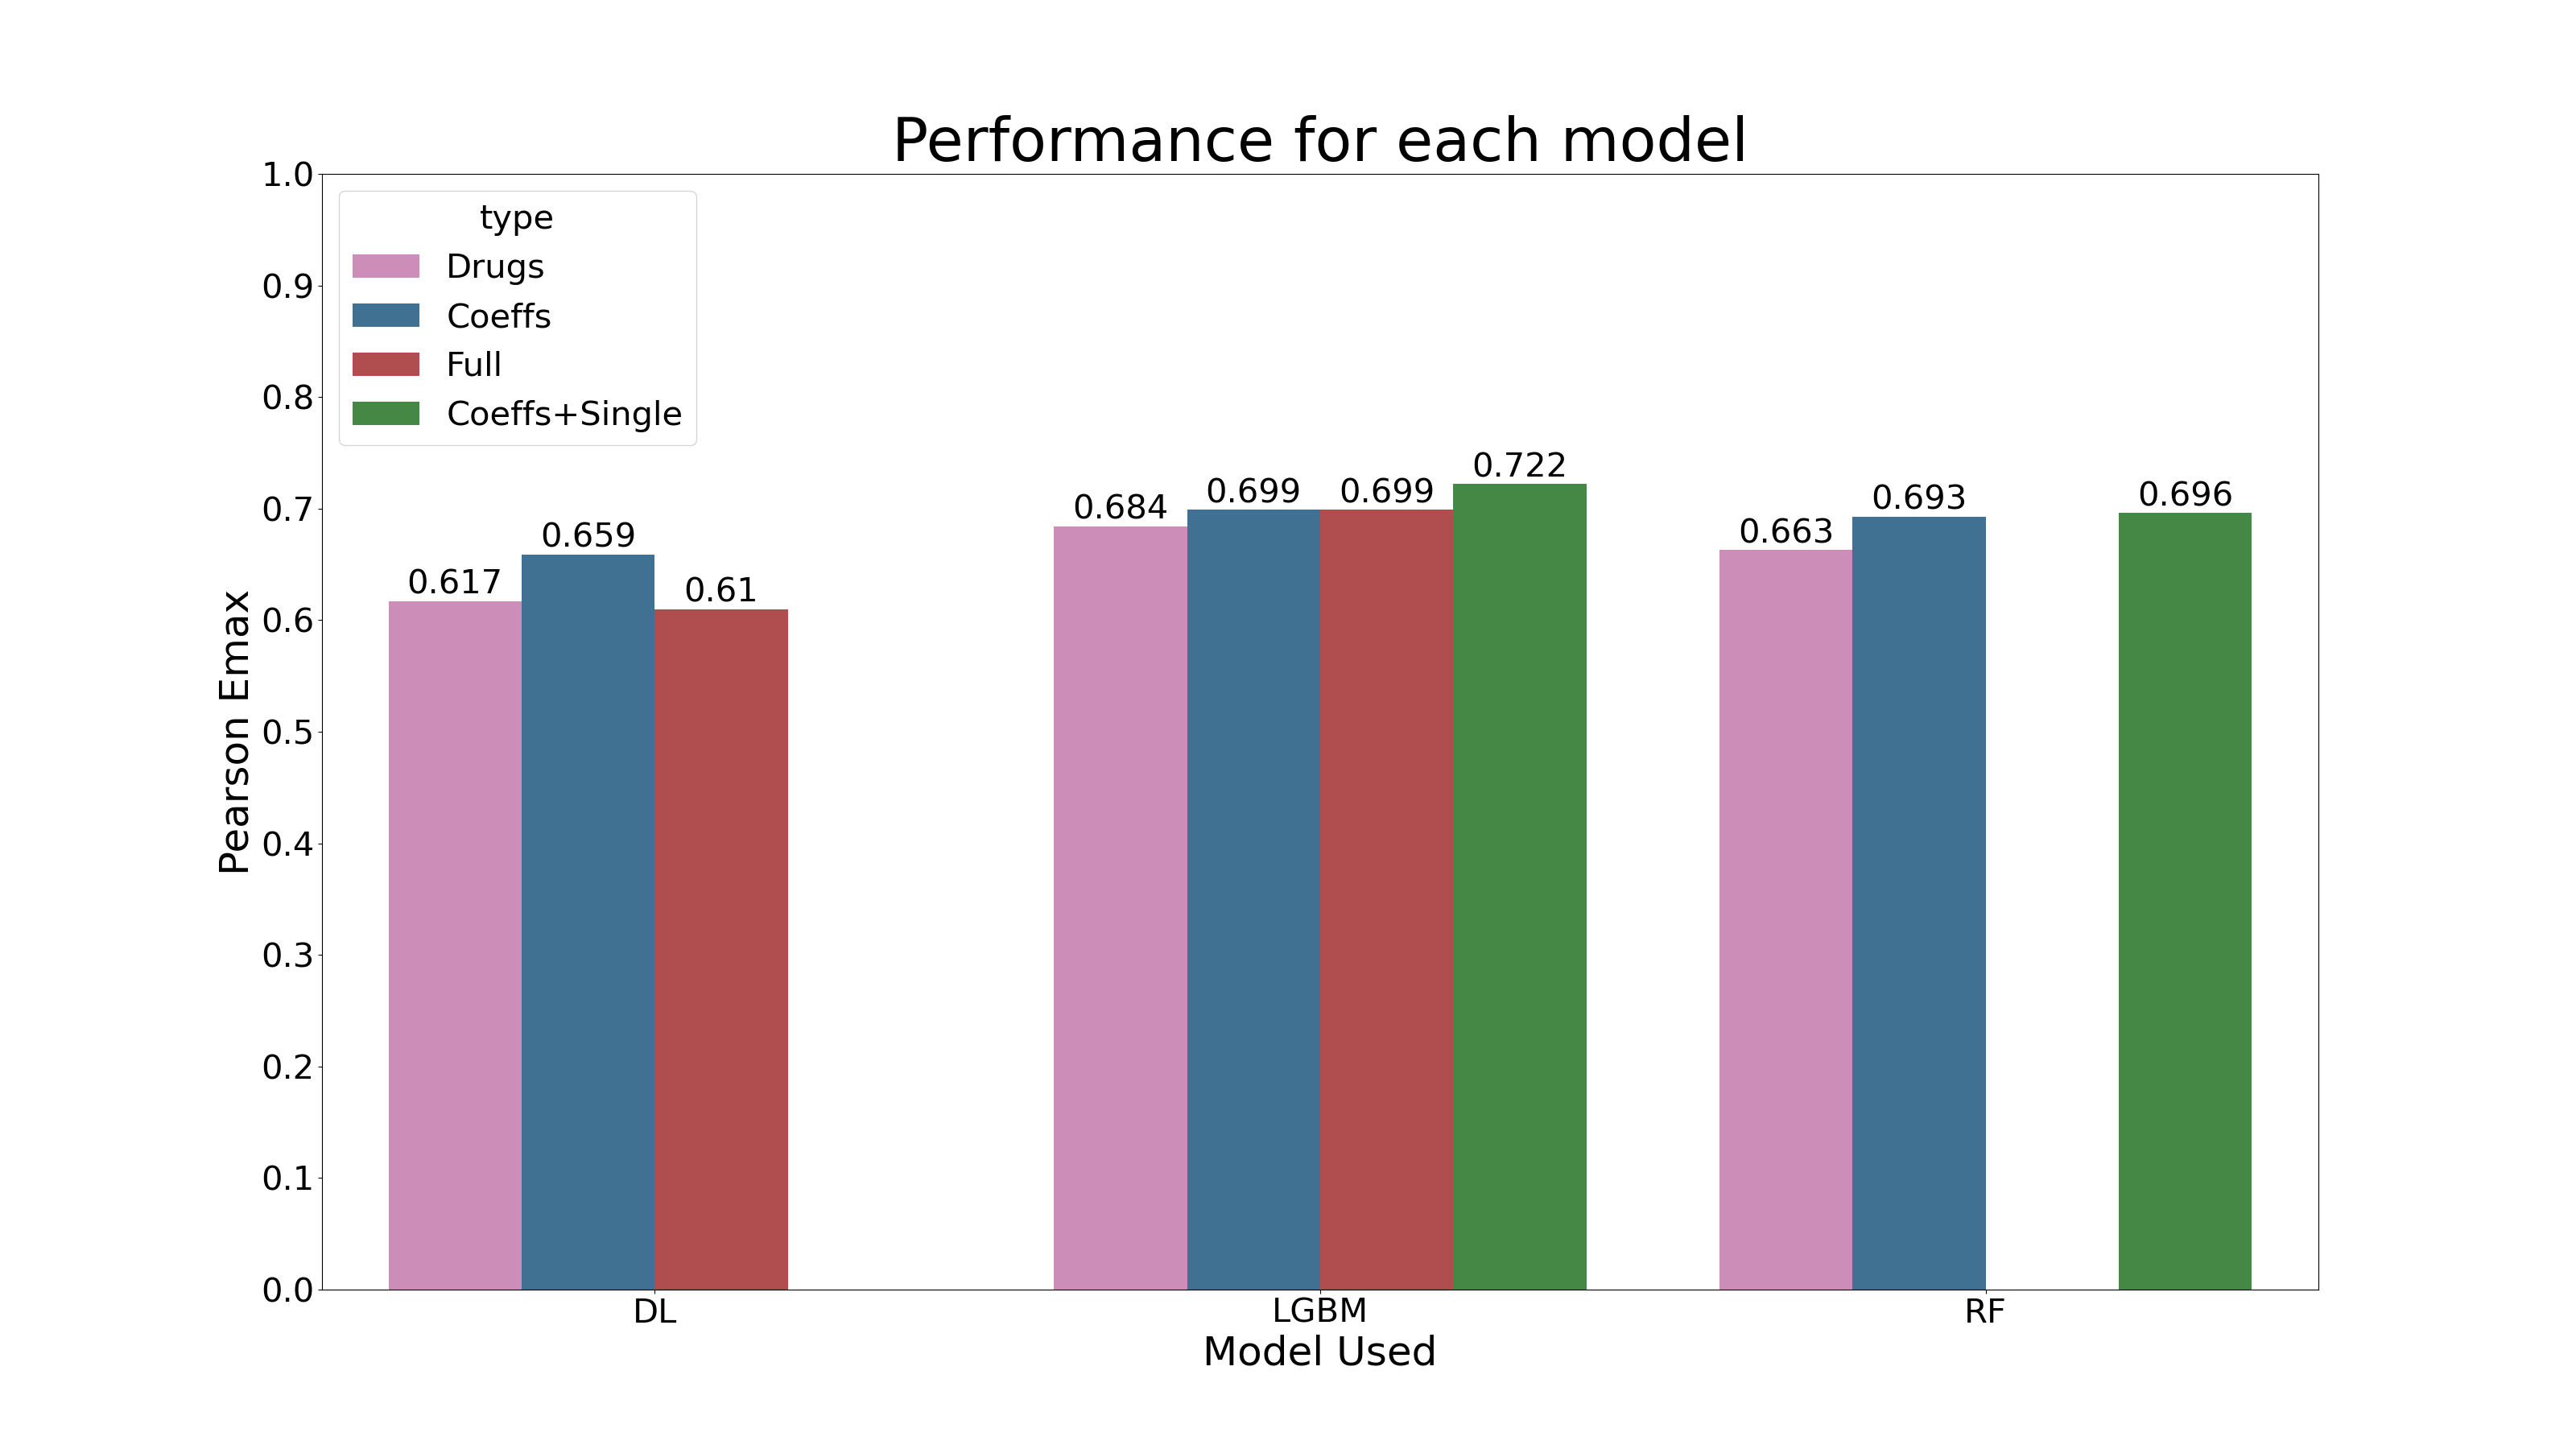 Performance for each model
1.0
0.9
0.8
0.7
0.6
0.5
0.4
0.3
0.2
0.1
0.0
Pearson Emax
type
Drugs
Coeffs
Full
Coeffs+Single
0.617
0.659
0.61
0.684
0.699
0.699
0.722
0.663
0.693
0.696
DL
LGBM
RF
Model Used